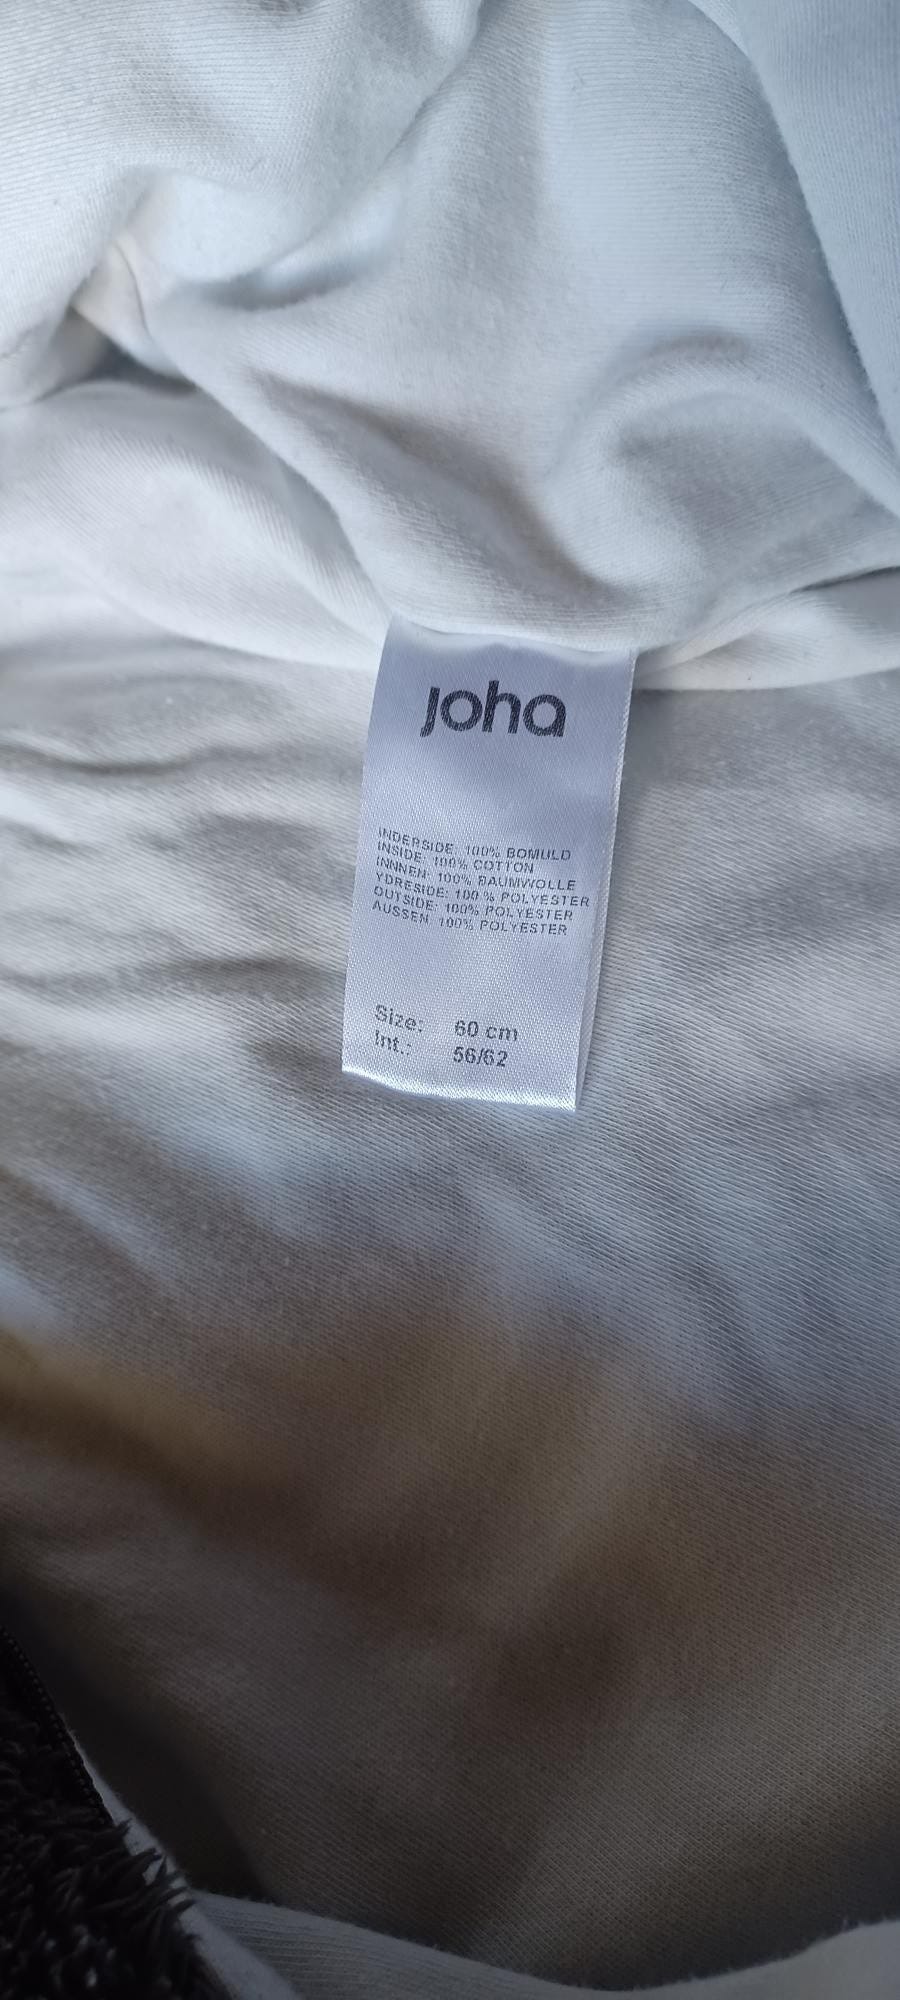 joha
INDERSIDE: 100% BOMULD
INSIDE: 100% COTTON
INNNEN: 100% BAUMWOLLE
YDRESIDE: 100 % POLYESTER
OUTSIDE: 100% POLYESTER
AUSSEN: 100% POLYESTER
Size: 60 cm
Int.: 56/62